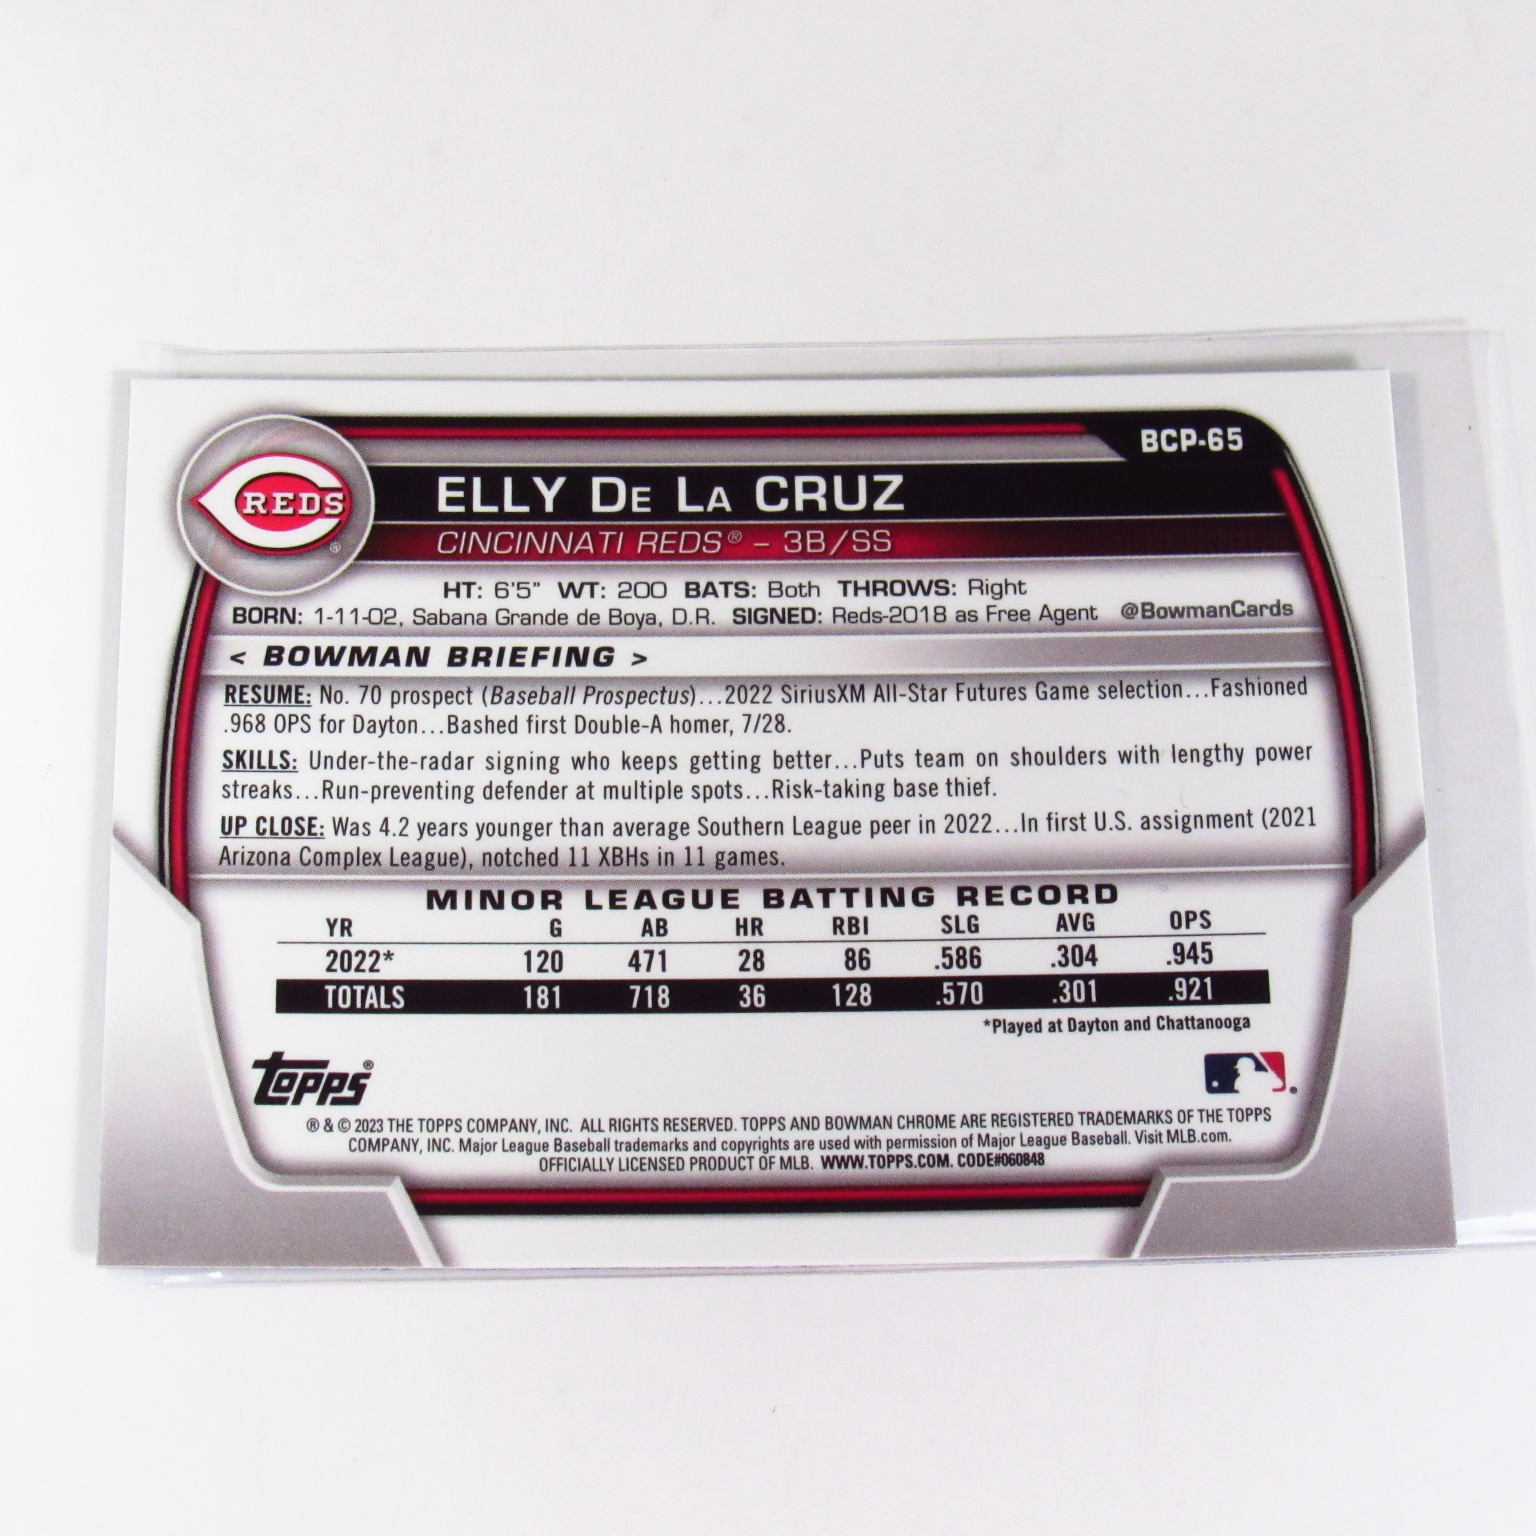 BCP-65
REDS
®
ELLY DE LA CRUZ
CINCINNATI REDS® – 3B/SS
HT: 6'5" WT: 200 BATS: Both THROWS: Right
BORN: 1-11-02, Sabana Grande de Boya, D.R. SIGNED: Reds-2018 as Free Agent @BowmanCards
< BOWMAN BRIEFING >
RESUME: No. 70 prospect (Baseball Prospectus)...2022 SiriusXM All-Star Futures Game selection...Fashioned
.968 OPS for Dayton...Bashed first Double-A homer, 7/28.
SKILLS: Under-the-radar signing who keeps getting better...Puts team on shoulders with lengthy power
streaks...Run-preventing defender at multiple spots...Risk-taking base thief.
UP CLOSE: Was 4.2 years younger than average Southern League peer in 2022...In first U.S. assignment (2021
Arizona Complex League), notched 11 XBHs in 11 games.
MINOR LEAGUE BATTING RECORD
YR G AB HR RBI SLG AVG OPS
2022* 120 471 28 86 .586 .304 .945
TOTALS 181 718 36 128 .570 .301 .921
*Played at Dayton and Chattanooga
Topps®
® & © 2023 THE TOPPS COMPANY, INC. ALL RIGHTS RESERVED. TOPPS AND BOWMAN CHROME ARE REGISTERED TRADEMARKS OF THE TOPPS
COMPANY, INC. Major League Baseball trademarks and copyrights are used with permission of Major League Baseball. Visit MLB.com.
OFFICIALLY LICENSED PRODUCT OF MLB. WWW.TOPPS.COM. CODE#060848